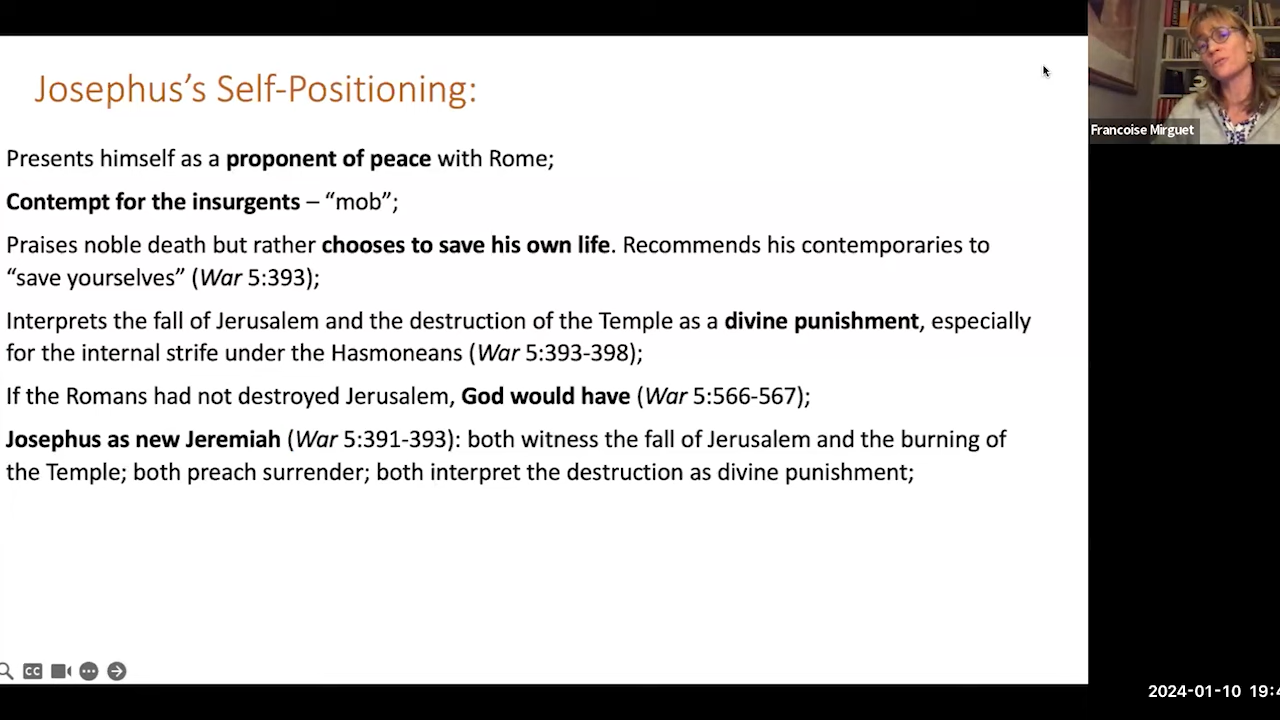 Josephus's Self-Positioning:
Presents himself as a proponent of peace with Rome;
Contempt for the insurgents – “mob”;
Praises noble death but rather chooses to save his own life. Recommends his contemporaries to
“save yourselves” (War 5:393);
Interprets the fall of Jerusalem and the destruction of the Temple as a divine punishment, especially
for the internal strife under the Hasmoneans (War 5:393-398);
If the Romans had not destroyed Jerusalem, God would have (War 5:566-567);
Josephus as new Jeremiah (War 5:391-393): both witness the fall of Jerusalem and the burning of
the Temple; both preach surrender; both interpret the destruction as divine punishment;
CC
Francoise Mirguet
2024-01-10 19:4